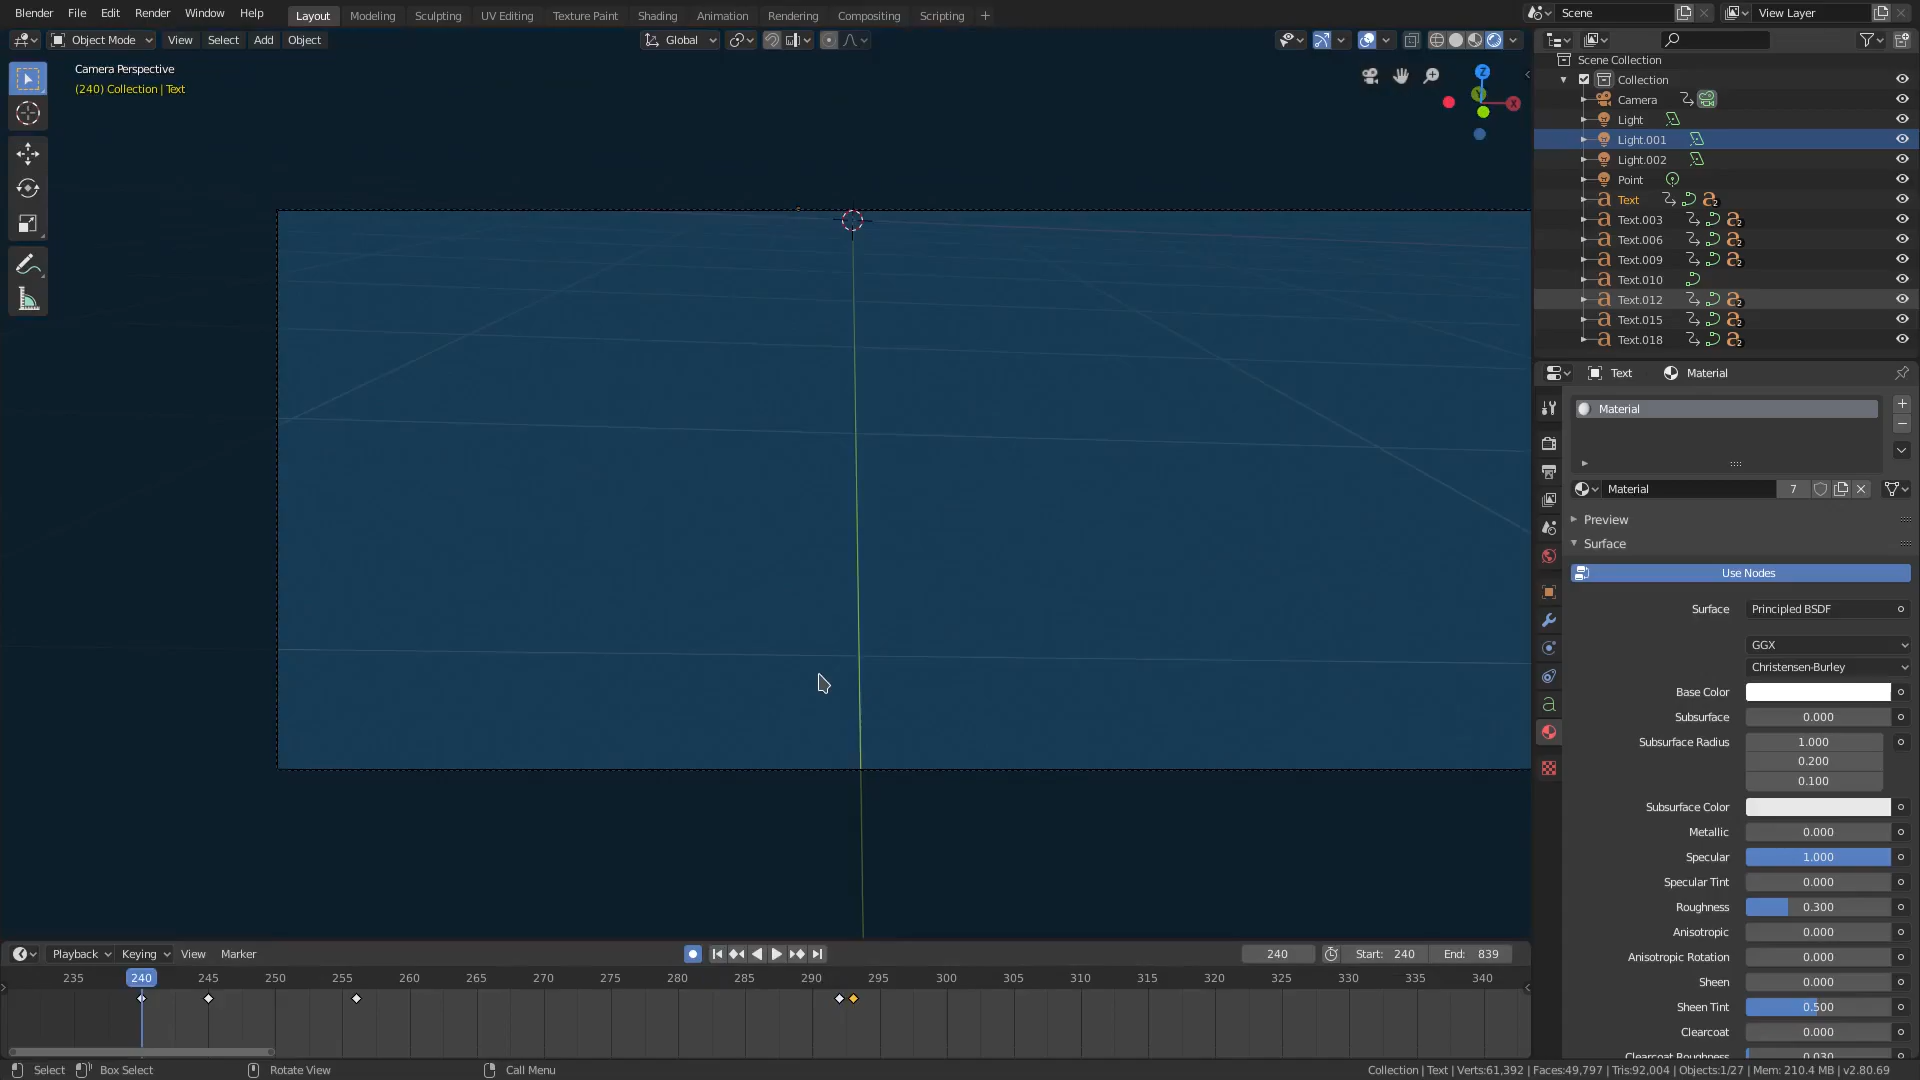 Blender File Edit Render Window Help Layout Modeling Sculpting UV Editing Texture Paint Shading Animation Rendering Compositing Scripting + Scene View Layer
Object Mode View Select Add Object Global
Camera Perspective
(240) Collection | Text
Z
Y
X
Scene Collection
Collection
Camera
Light
Light.001
Light.002
Point
Text
Text.003
Text.006
Text.009
Text.010
Text.012
Text.015
Text.018
Text Material
Material
Material 7
Preview
Surface
Use Nodes
Surface Principled BSDF
GGX
Christensen-Burley
Base Color
Subsurface 0.000
Subsurface Radius 1.000
0.200
0.100
Subsurface Color
Metallic 0.000
Specular 1.000
Specular Tint 0.000
Roughness 0.300
Anisotropic 0.000
Anisotropic Rotation 0.000
Sheen 0.000
Sheen Tint 0.500
Clearcoat 0.000
Clearcoat Roughness 0.030
Playback Keying View Marker 240 Start: 240 End: 839
235 240 245 250 255 260 265 270 275 280 285 290 295 300 305 310 315 320 325 330 335 340
Select Box Select Rotate View Call Menu Collection | Text | Verts:61,392 | Faces:49,797 | Tris:92,004 | Objects:1/27 | Mem: 210.4 MB | v2.80.69